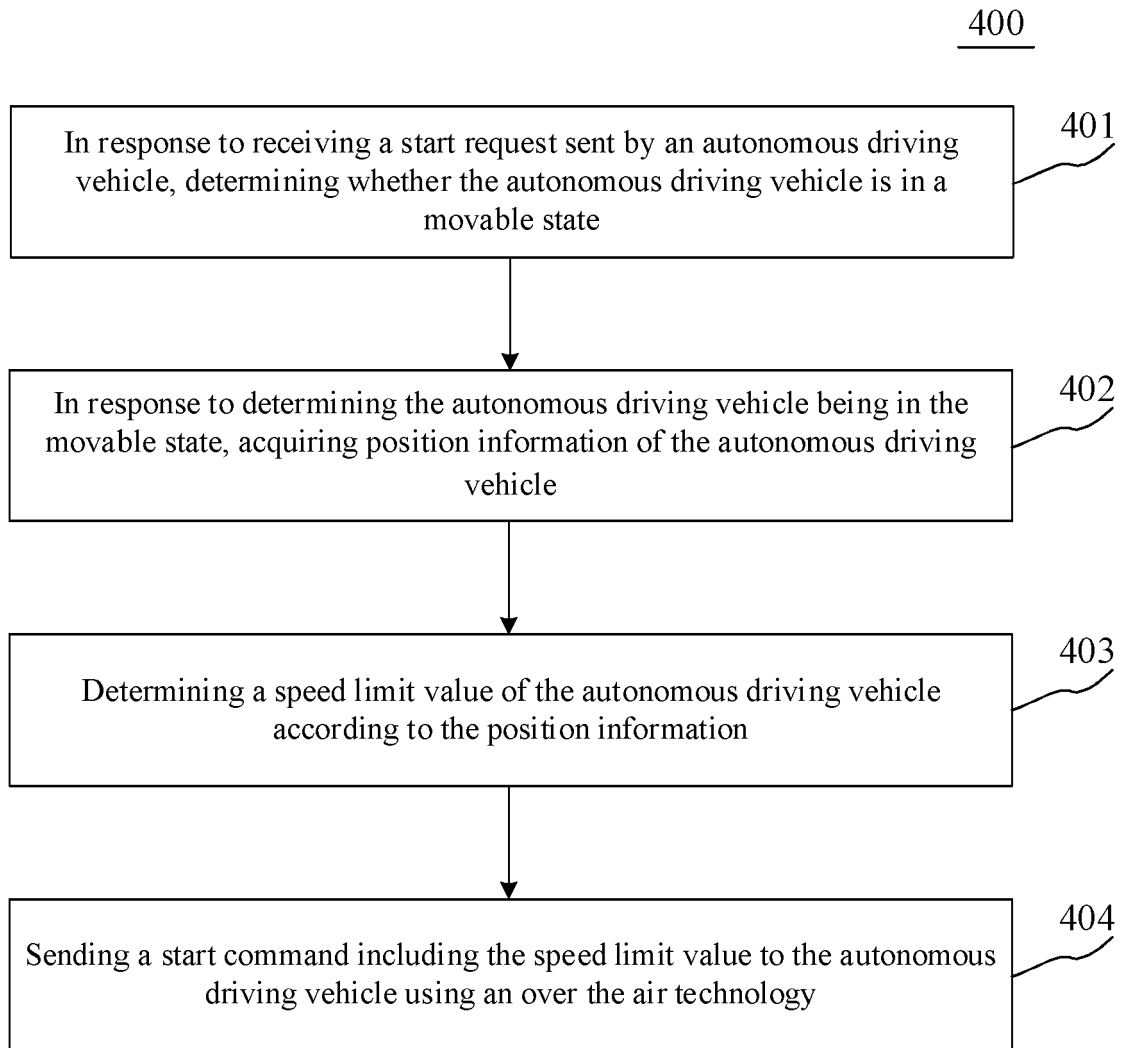 400
In response to receiving a start request sent by an autonomous driving
vehicle, determining whether the autonomous driving vehicle is in a
movable state
401
In response to determining the autonomous driving vehicle being in the
movable state, acquiring position information of the autonomous driving
vehicle
402
Determining a speed limit value of the autonomous driving vehicle
according to the position information
403
Sending a start command including the speed limit value to the autonomous
driving vehicle using an over the air technology
404